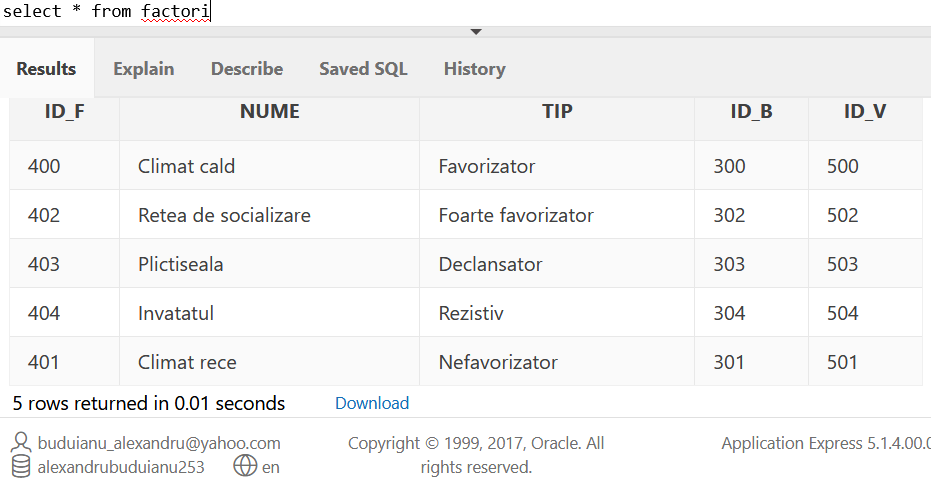 select * from factori
Results Explain Describe Saved SQL History
ID_F NUME TIP ID_B ID_V
400 Climat cald Favorizator 300 500
402 Retea de socializare Foarte favorizator 302 502
403 Plictiseala Declansator 303 503
404 Invatatul Rezistiv 304 504
401 Climat rece Nefavorizator 301 501
5 rows returned in 0.01 seconds Download
buduianu_alexandru@yahoo.com Copyright © 1999, 2017, Oracle. All Application Express 5.1.4.00.0
alexandrubuduianu253 en rights reserved.